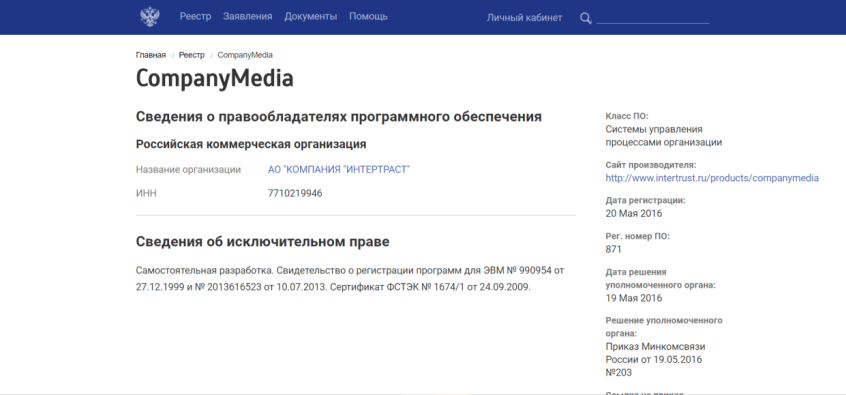 Реестр Заявления Документы Помощь Личный кабинет
Главная / Реестр / CompanyMedia
CompanyMedia
Сведения о правообладателях программного обеспечения
Российская коммерческая организация
Название организации АО "КОМПАНИЯ "ИНТЕРТРАСТ"
ИНН 7710219946
Сведения об исключительном праве
Самостоятельная разработка. Свидетельство о регистрации программ для ЭВМ № 990954 от
27.12.1999 и № 2013616523 от 10.07.2013. Сертификат ФСТЭК № 1674/1 от 24.09.2009.
Класс ПО:
Системы управления
процессами организации
Сайт производителя:
http://www.intertrust.ru/products/companymedia
Дата регистрации:
20 Мая 2016
Рег. номер ПО:
871
Дата решения
уполномоченного органа:
19 Мая 2016
Решение уполномоченного
органа:
Приказ Минкомсвязи
России от 19.05.2016
№203